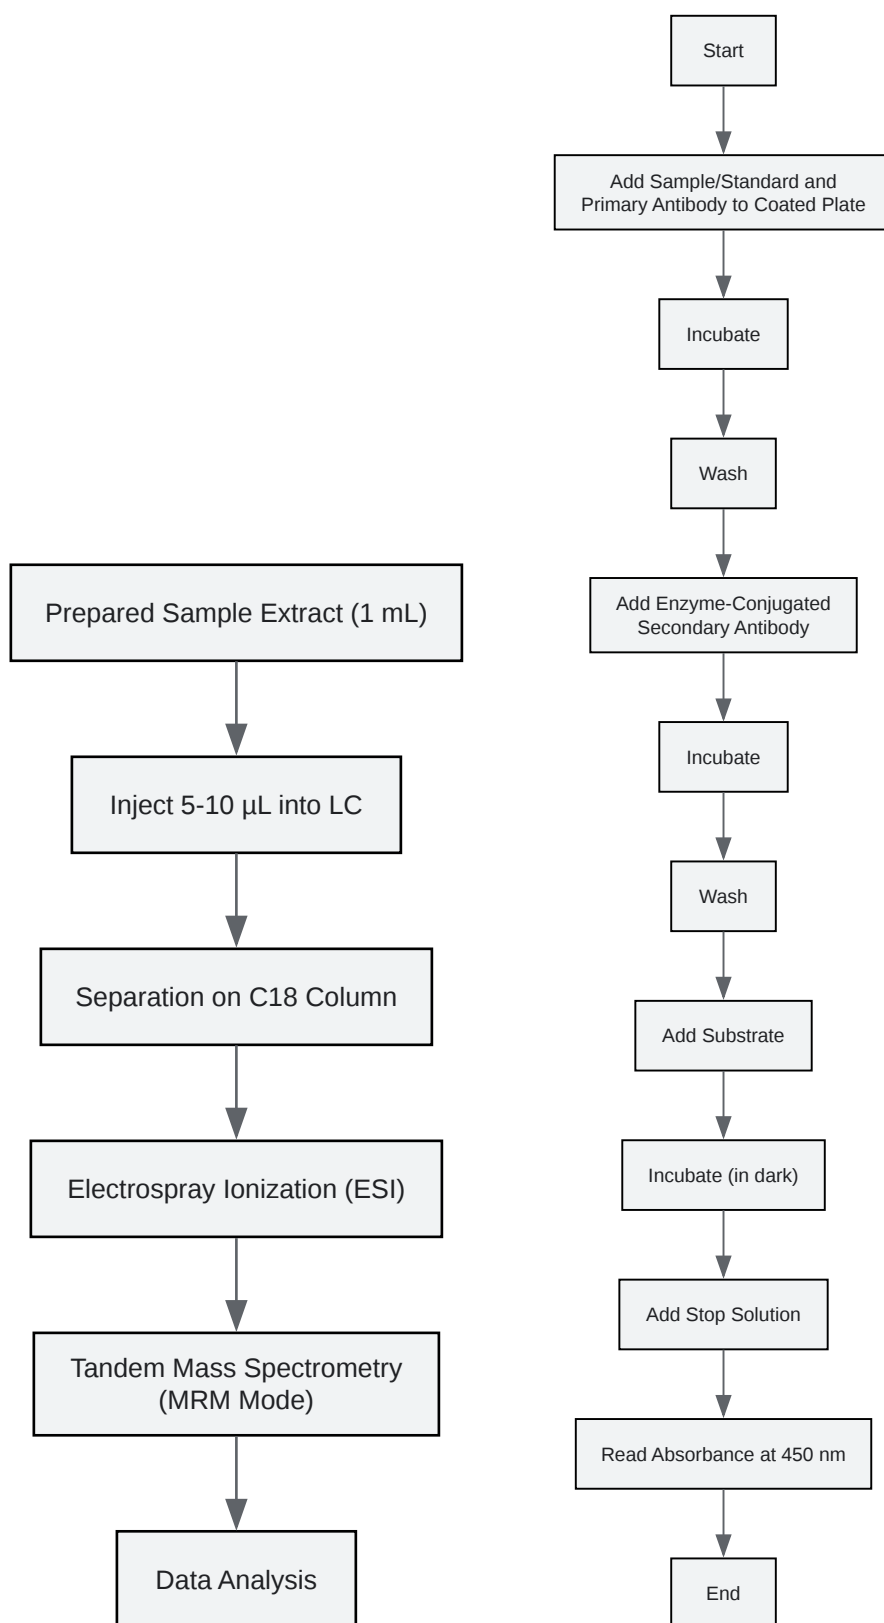 Prepared Sample Extract (1 mL)
Inject 5-10 µL into LC
Separation on C18 Column
Electrospray Ionization (ESI)
Tandem Mass Spectrometry
(MRM Mode)
Data Analysis
Start
Add Sample/Standard and
Primary Antibody to Coated Plate
Incubate
Wash
Add Enzyme-Conjugated
Secondary Antibody
Incubate
Wash
Add Substrate
Incubate (in dark)
Add Stop Solution
Read Absorbance at 450 nm
End